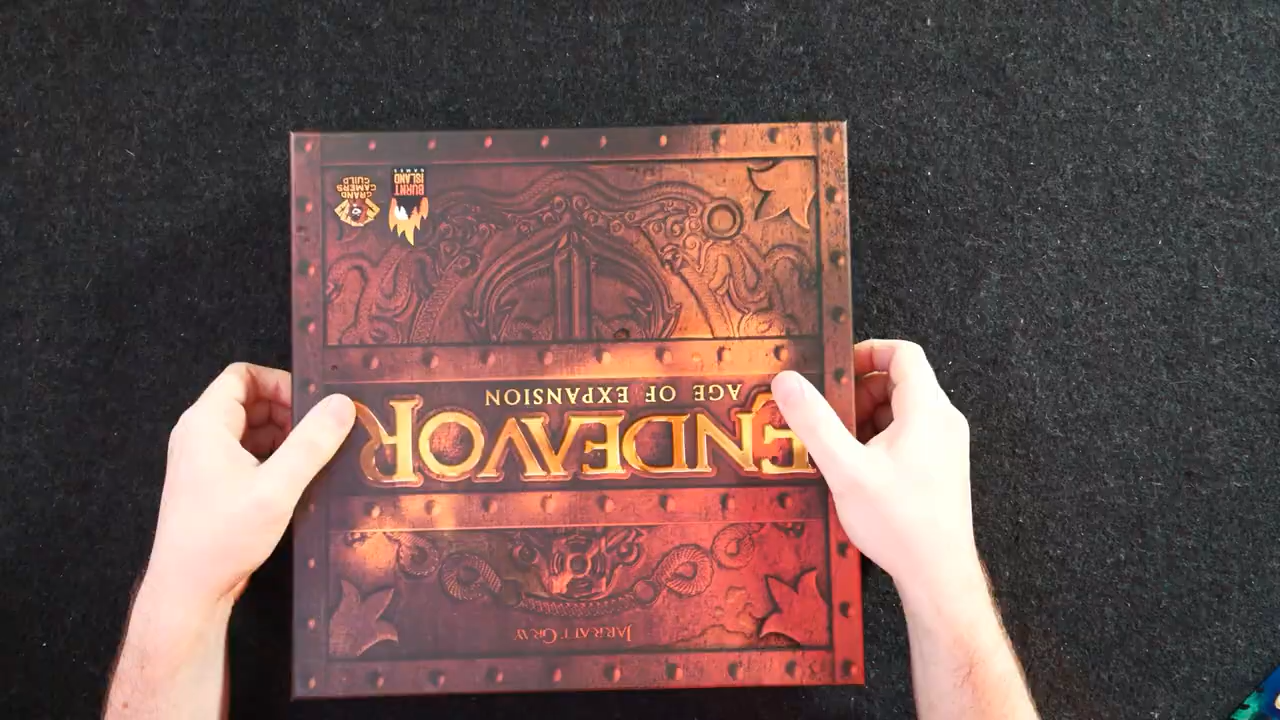 JARRATT GRAY
ENDEAVOR
AGE OF EXPANSION
BURNT
ISLAND
GAMES
GRAND
GAMERS
GUILD